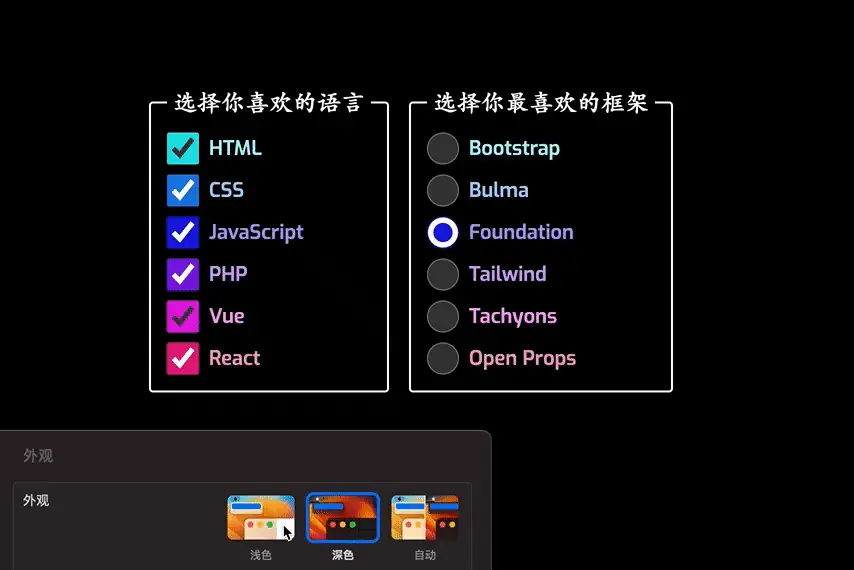 选择你喜欢的语言
HTML
CSS
JavaScript
PHP
Vue
React
选择你最喜欢的框架
Bootstrap
Bulma
Foundation
Tailwind
Tachyons
Open Props
外观
外观
浅色
深色
自动